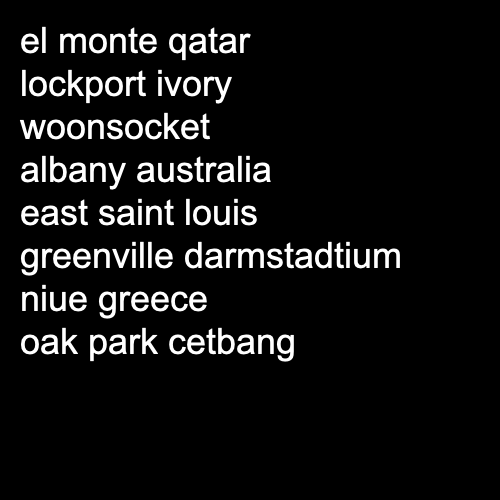 el monte qatar
lockport ivory
woonsocket
albany australia
east saint louis
greenville darmstadtium
niue greece
oak park cetbang